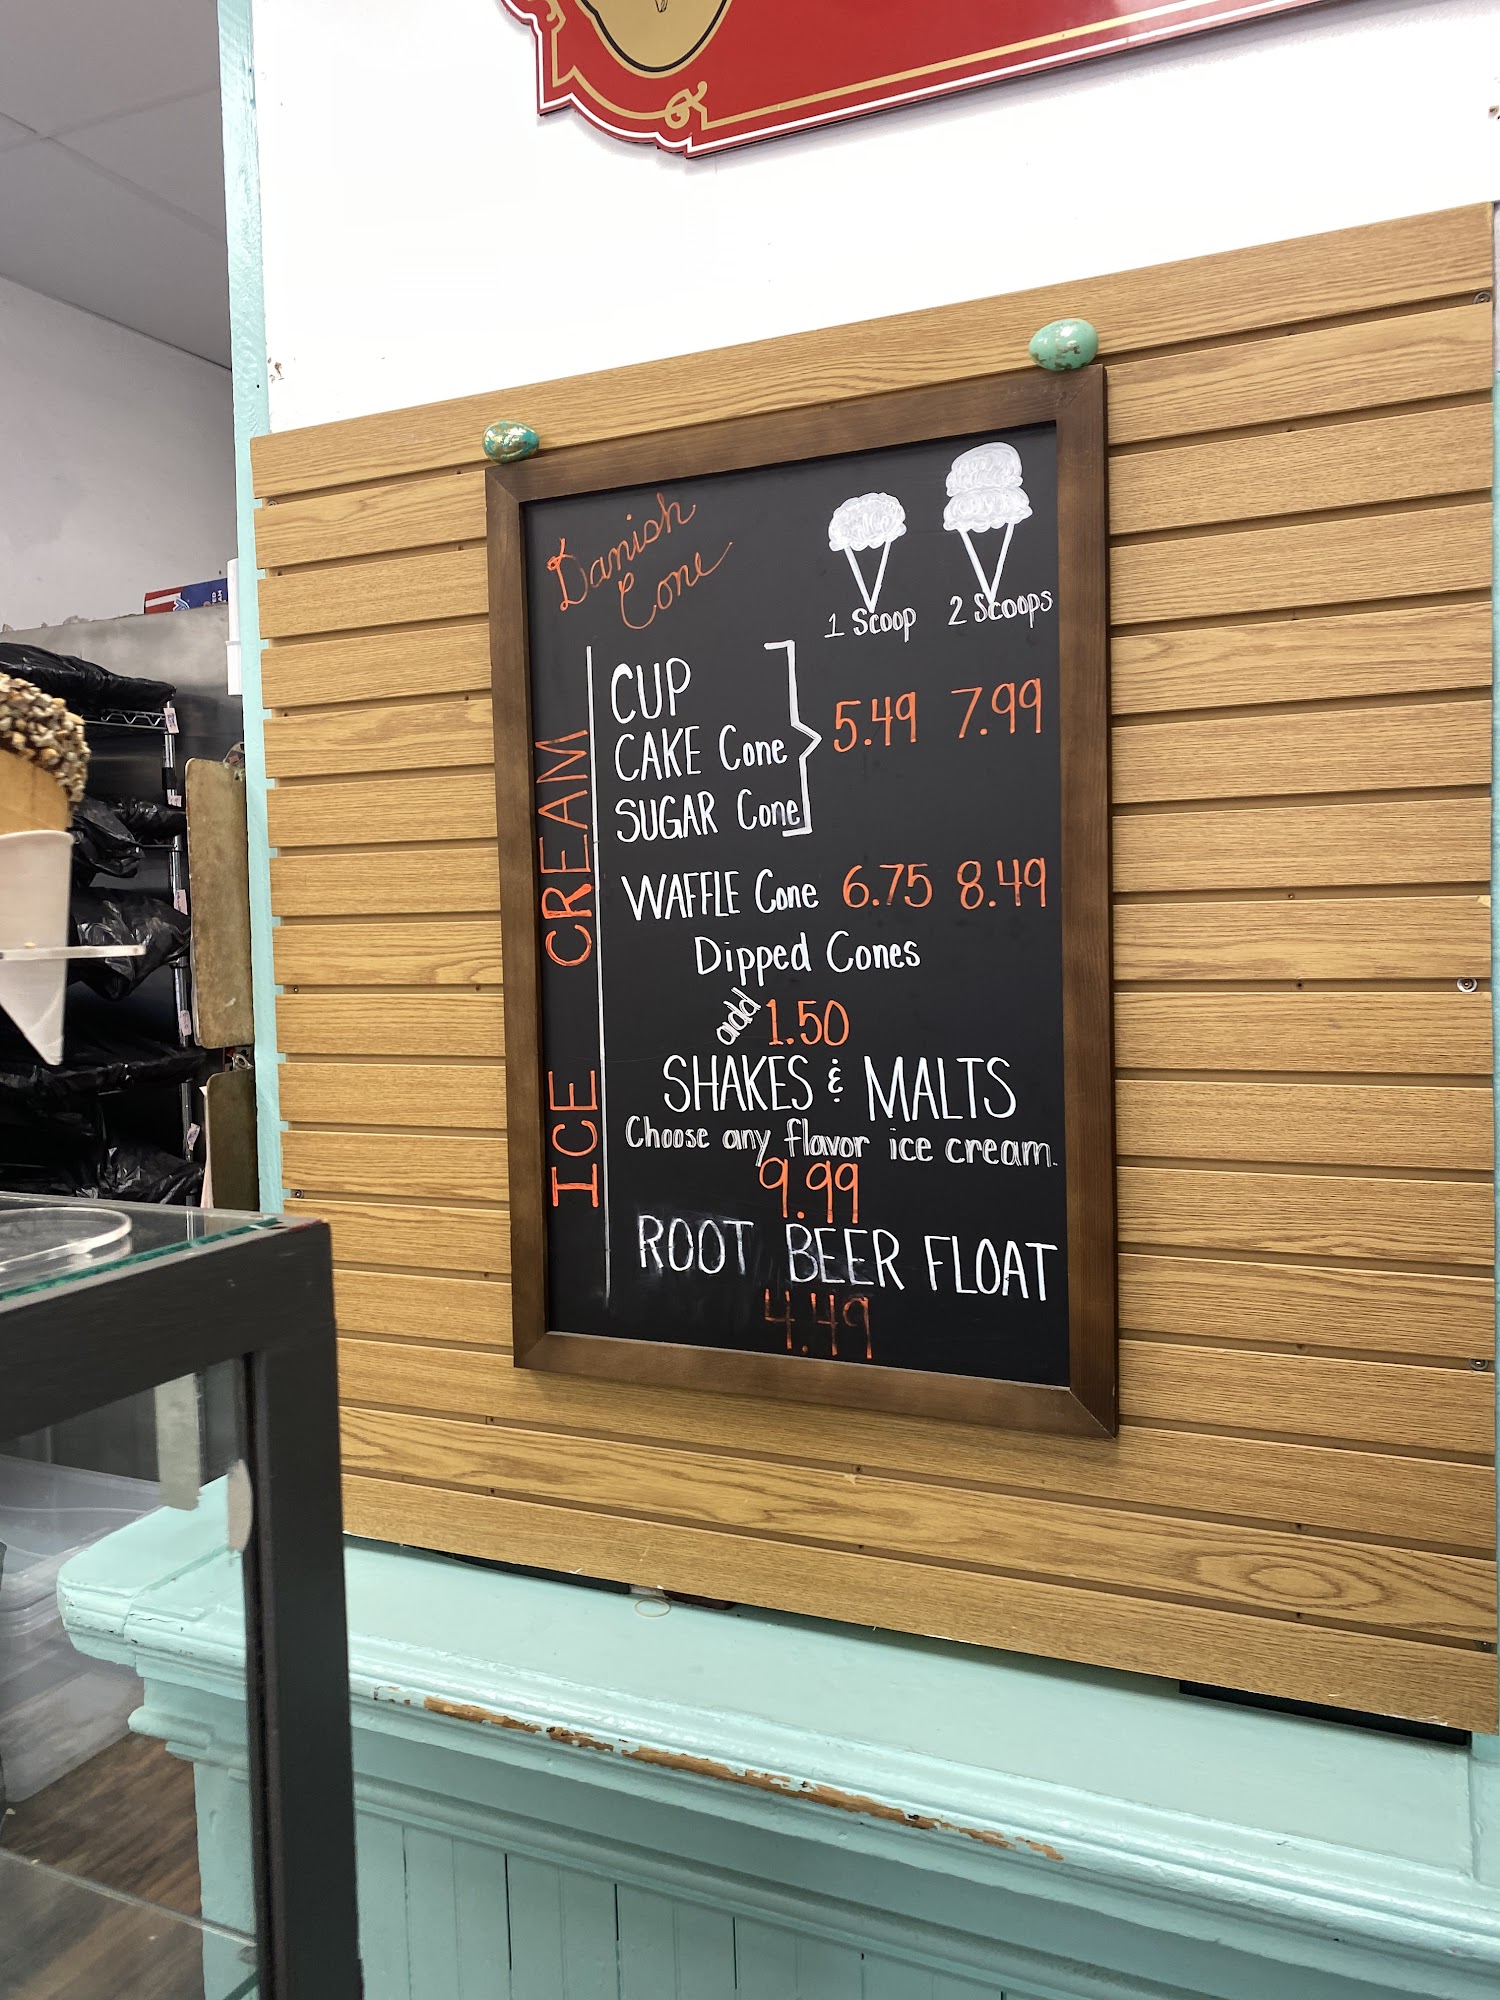 Danish
Cone
1 Scoop 2 Scoops
CUP
CAKE Cone 5.49 7.99
SUGAR Cone
WAFFLE Cone 6.75 8.49
Dipped Cones
add 1.50
SHAKES & MALTS
Choose any flavor ice cream.
9.99
ROOT BEER FLOAT
4.49
ICE CREAM